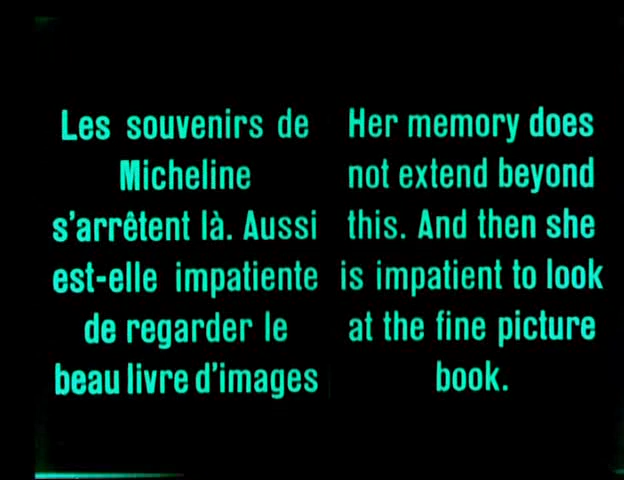 Les souvenirs de
Micheline
s'arrêtent là. Aussi
est-elle impatiente
de regarder le
beau livre d'images
Her memory does
not extend beyond
this. And then she
is impatient to look
at the fine picture
book.